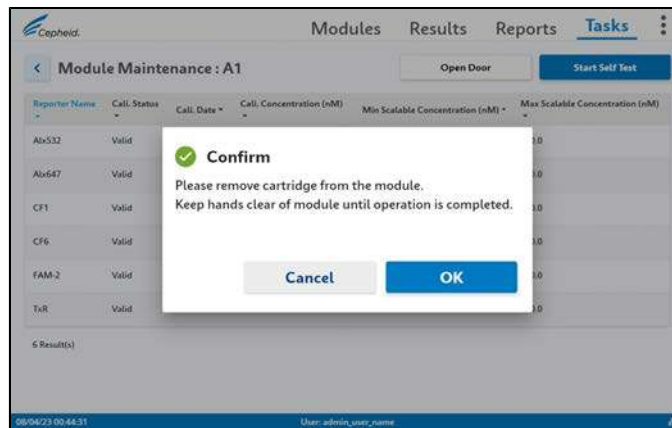 Cepheid.
Modules Results Reports Tasks
Module Maintenance : A1 Open Door Start Self Test
Reporter Name Cali. Status Cali. Date Cali. Concentration (nM) Min Scalable Concentration (nM) Max Scalable Concentration (nM)
Alx532 Valid
Alx647 Valid
CF1 Valid
CF6 Valid
FAM-2 Valid
TxR Valid
Confirm
Please remove cartridge from the module.
Keep hands clear of module until operation is completed.
Cancel OK
6 Result(s)
08/04/23 00:44:31 User: admin_user_name